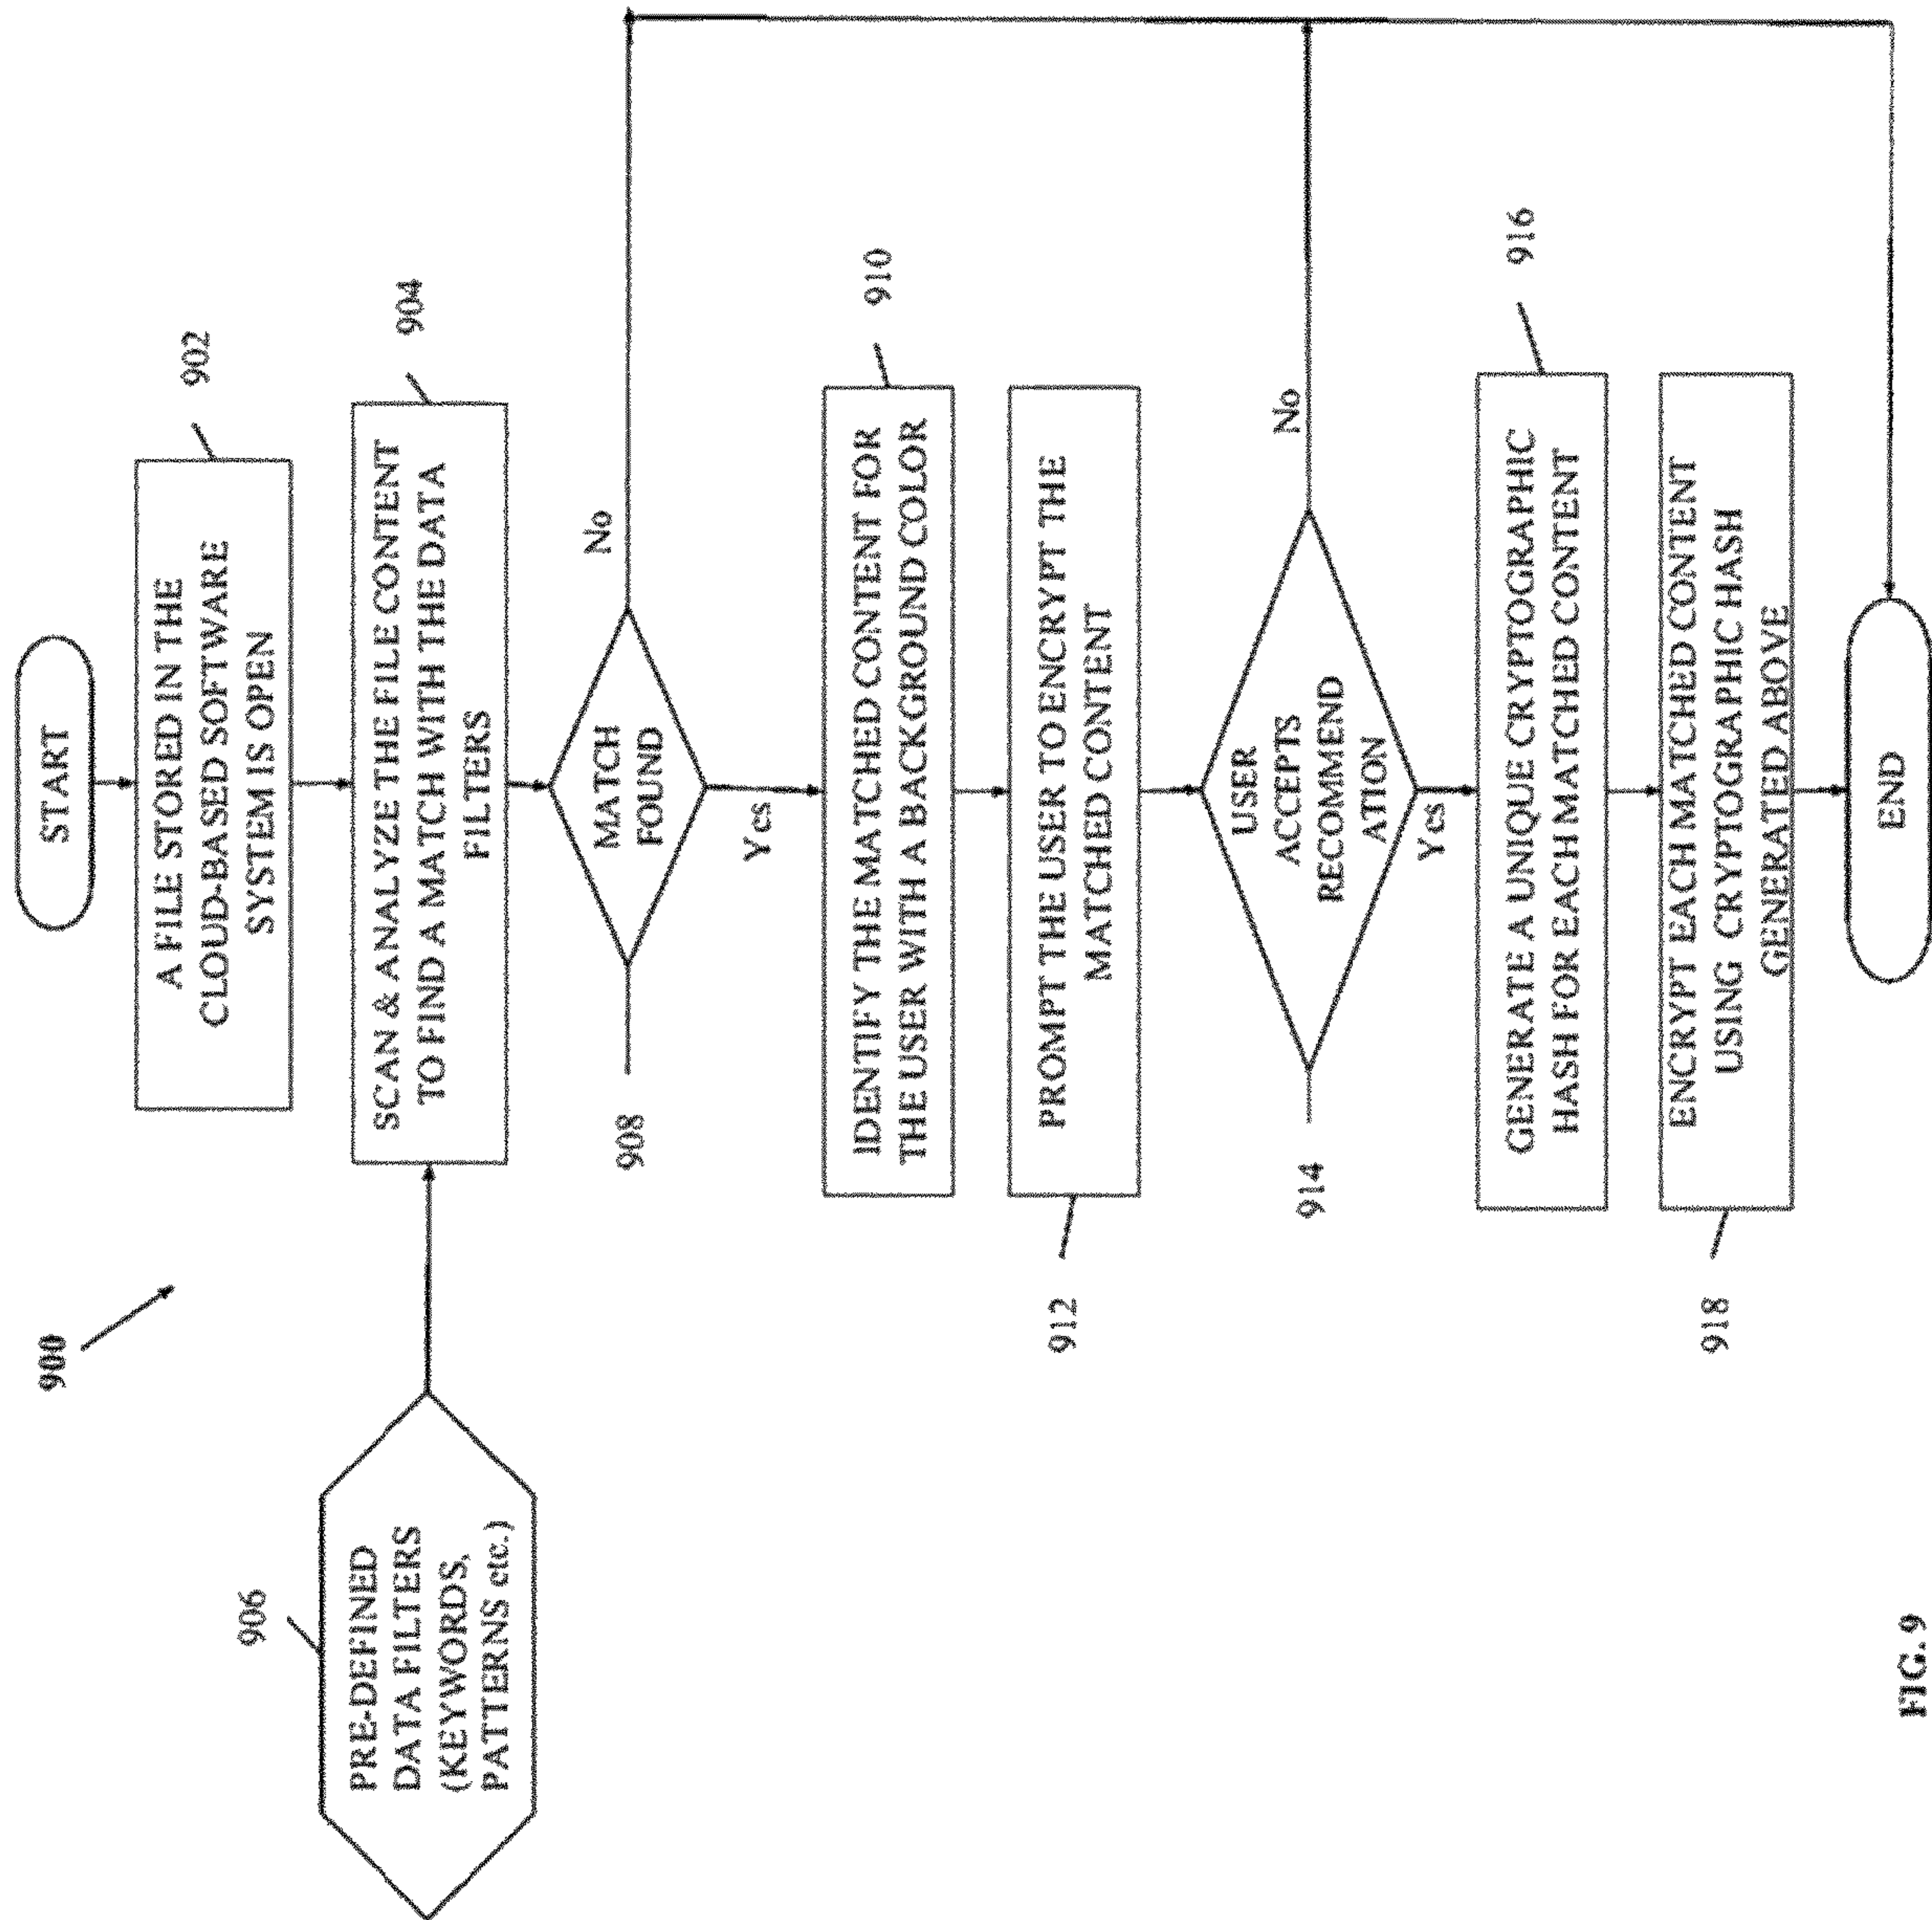 900
START
A FILE STORED IN THE
CLOUD-BASED SOFTWARE
SYSTEM IS OPEN
902
906
PRE-DEFINED
DATA FILTERS
(KEYWORDS,
PATTERNS etc.)
SCAN & ANALYZE THE FILE CONTENT
TO FIND A MATCH WITH THE DATA
FILTERS
904
908
MATCH
FOUND
No
Yes
IDENTIFY THE MATCHED CONTENT FOR
THE USER WITH A BACKGROUND COLOR
910
912
PROMPT THE USER TO ENCRYPT THE
MATCHED CONTENT
914
USER
ACCEPTS
RECOMMEND
ATION
No
Yes
GENERATE A UNIQUE CRYPTOGRAPHIC
HASH FOR EACH MATCHED CONTENT
916
918
ENCRYPT EACH MATCHED CONTENT
USING CRYPTOGRAPHIC HASH
GENERATED ABOVE
END
FIG. 9